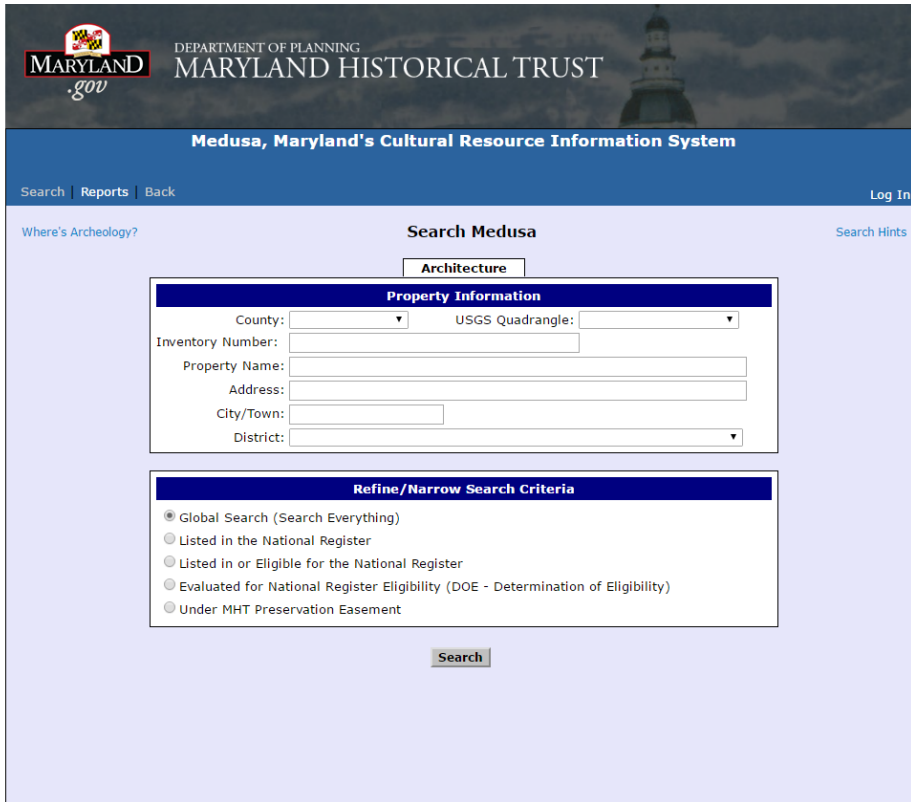 MARYLAND
.gov
DEPARTMENT OF PLANNING
MARYLAND HISTORICAL TRUST
Medusa, Maryland's Cultural Resource Information System
Search | Reports | Back
Log In
Where's Archeology?
Search Medusa
Search Hints
Architecture
Property Information
County:
USGS Quadrangle:
Inventory Number:
Property Name:
Address:
City/Town:
District:
Refine/Narrow Search Criteria
Global Search (Search Everything)
Listed in the National Register
Listed in or Eligible for the National Register
Evaluated for National Register Eligibility (DOE - Determination of Eligibility)
Under MHT Preservation Easement
Search